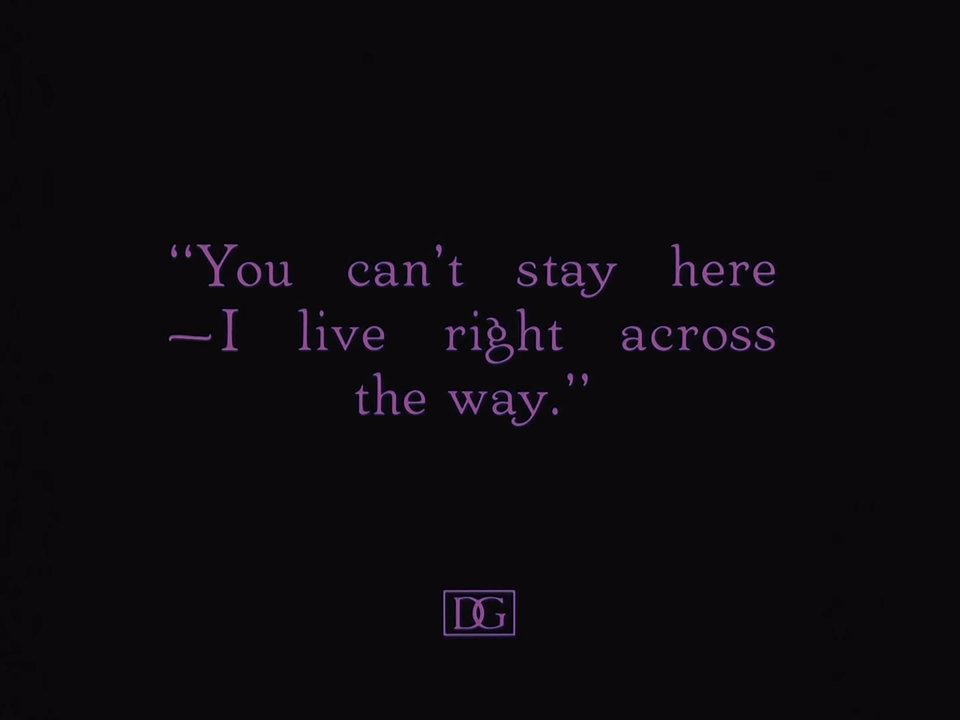 “You can’t stay here
—I live right across
the way.”
DG